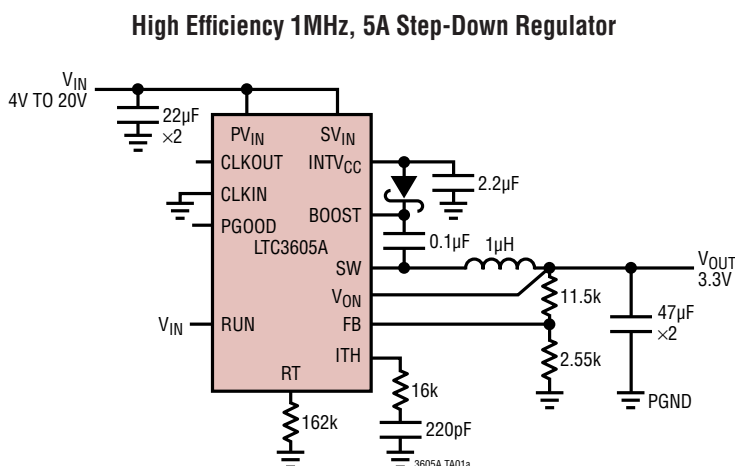 High Efficiency 1MHz, 5A Step-Down Regulator
VIN
4V TO 20V
22µF
×2
PVIN
SVIN
CLKOUT
INTVCC
CLKIN
2.2µF
PGOOD
BOOST
LTC3605A
0.1µF
1µH
SW
VOUT
3.3V
VON
11.5k
VIN
RUN
FB
47µF
×2
ITH
2.55k
RT
16k
PGND
162k
220pF
3605A TA01a